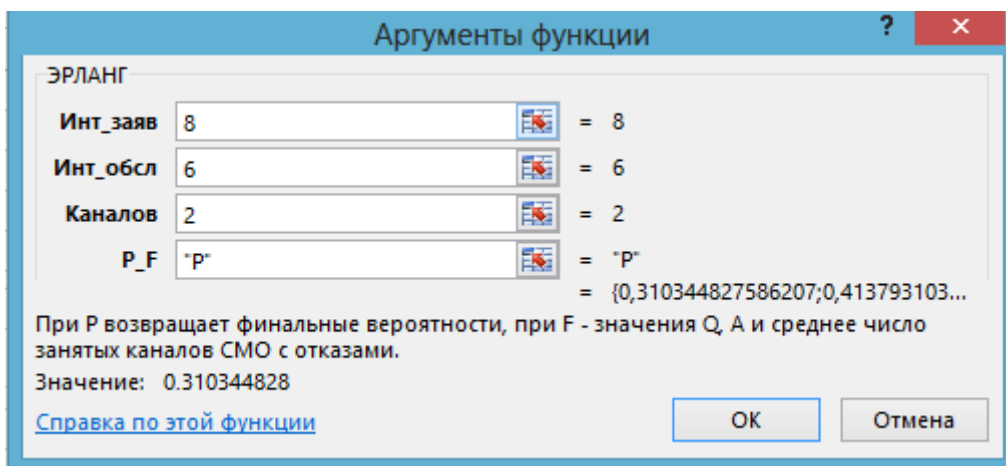 Аргументы функции ? ×
ЭРЛАНГ
Инт_заяв 8 = 8
Инт_обсл 6 = 6
Каналов 2 = 2
P_F "P" = "P"
= {0,310344827586207;0,413793103...
При P возвращает финальные вероятности, при F - значения Q, A и среднее число
занятых каналов СМО с отказами.
Значение: 0.310344828
Справка по этой функции ОК Отмена